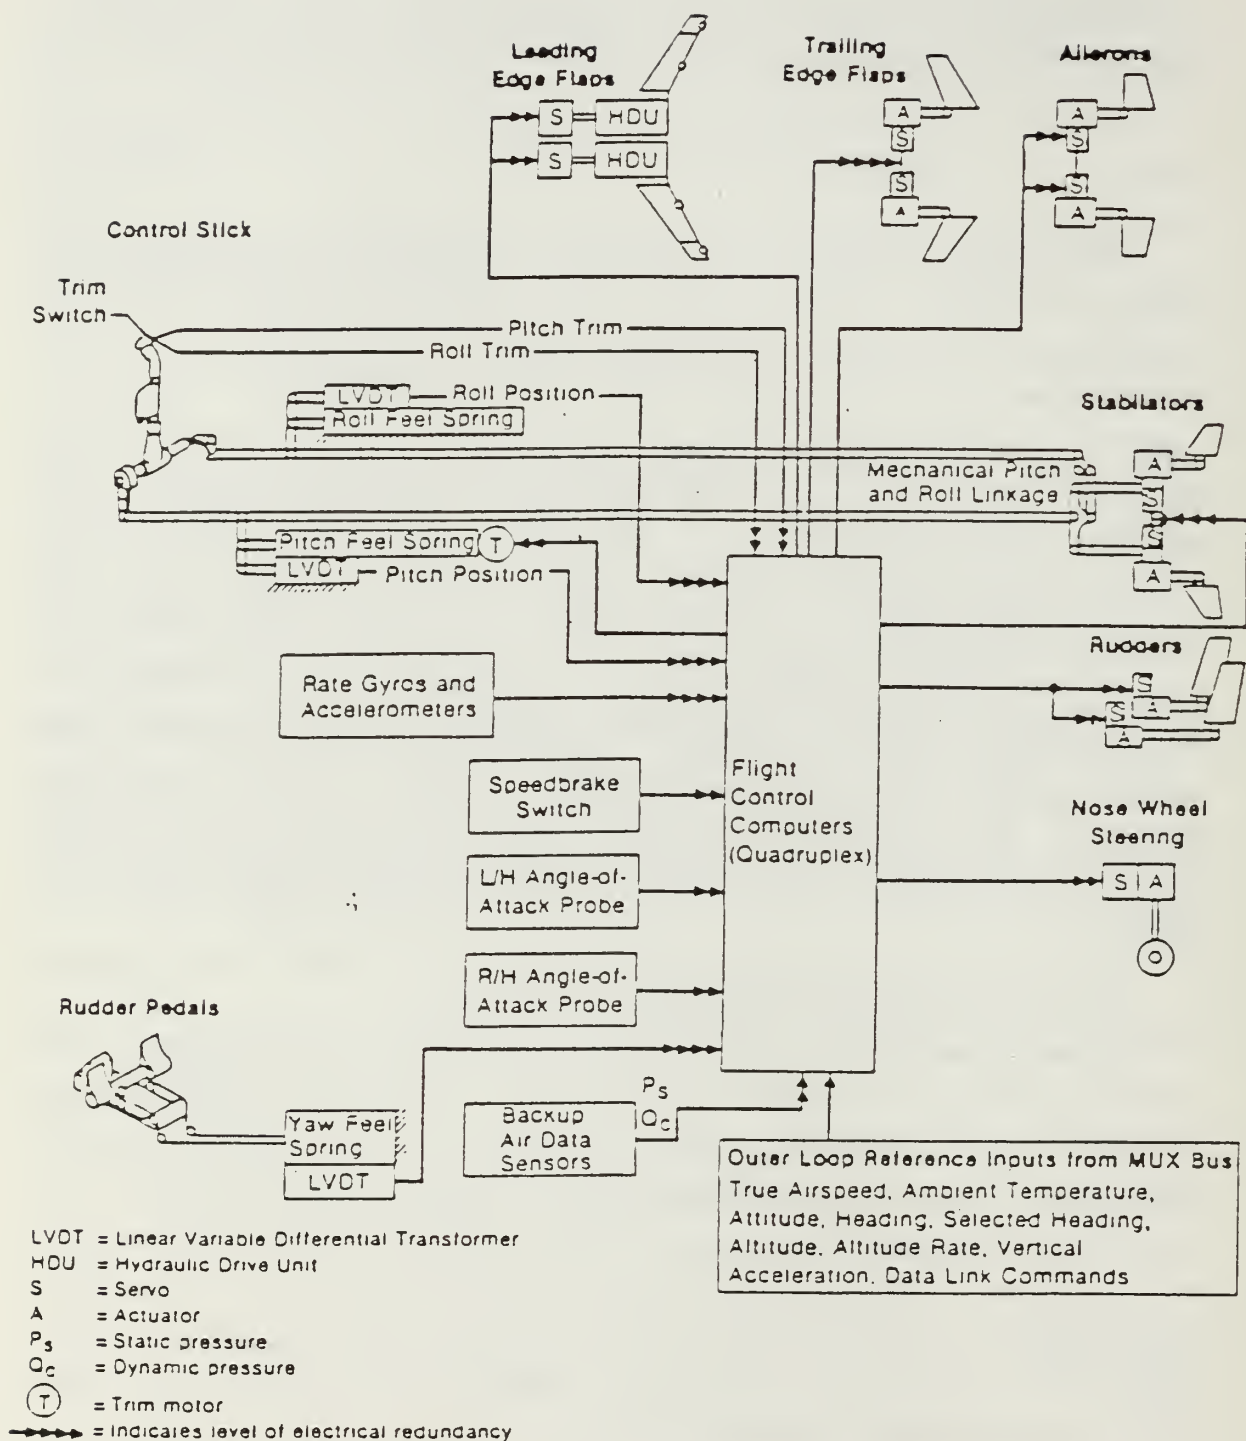 Leading
Edge Flaps
Trailing
Edge Flaps
Ailerons
S HDU
S HDU
A
S
S
A
A
S
S
A
Control Stick
Trim
Switch
Pitch Trim
Roll Trim
LVDT Roll Position
Roll Feel Spring
Stabilators
Mechanical Pitch
and Roll Linkage
A
S
S
A
Pitch Feel Spring T
LVDT Pitch Position
Rudders
Rate Gyros and
Accelerometers
S
A
S
A
Speedbrake
Switch
Flight
Control
Computers
(Quadruplex)
Nose Wheel
Steering
S A
L/H Angle-of-
Attack Probe
R/H Angle-of-
Attack Probe
Rudder Pedals
Yaw Feel
Spring
LVDT
Backup
Air Data
Sensors
Ps
Qc
Outer Loop Reference Inputs from MUX Bus
True Airspeed, Ambient Temperature,
Attitude, Heading, Selected Heading,
Altitude, Altitude Rate, Vertical
Acceleration, Data Link Commands
LVDT = Linear Variable Differential Transformer
HDU = Hydraulic Drive Unit
S = Servo
A = Actuator
Ps = Static pressure
Qc = Dynamic pressure
T = Trim motor
= Indicates level of electrical redundancy